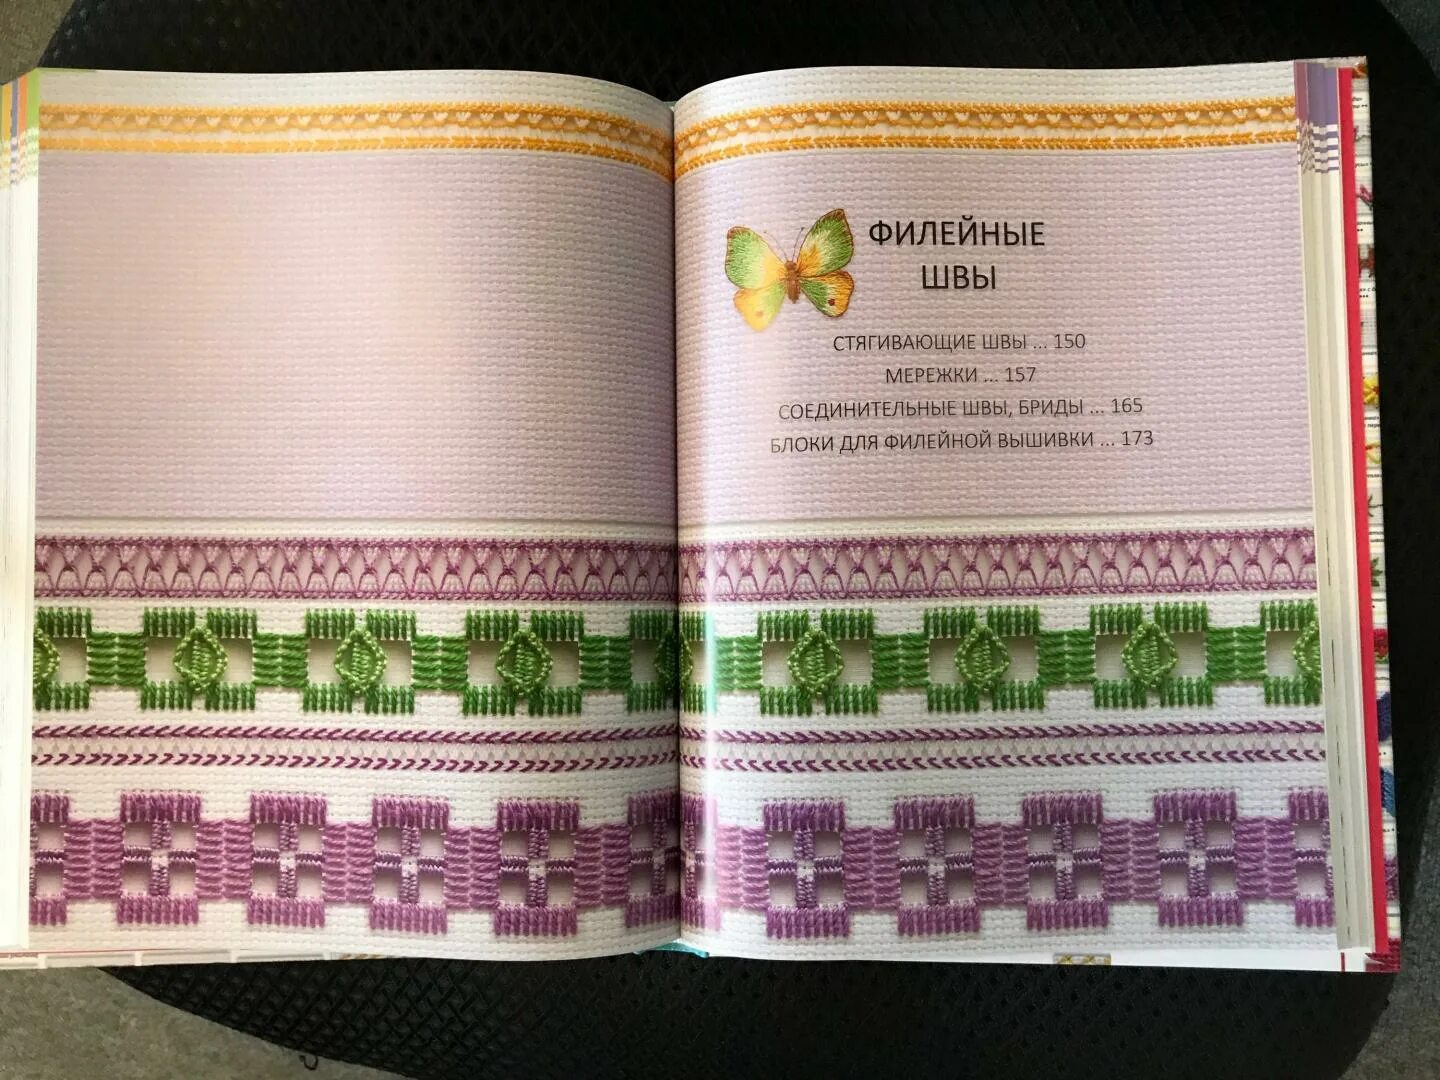 ФИЛЕЙНЫЕ
ШВЫ
СТЯГИВАЮЩИЕ ШВЫ ... 150
МЕРЕЖКИ ... 157
СОЕДИНИТЕЛЬНЫЕ ШВЫ, БРИДЫ ... 165
БЛОКИ ДЛЯ ФИЛЕЙНОЙ ВЫШИВКИ ... 173